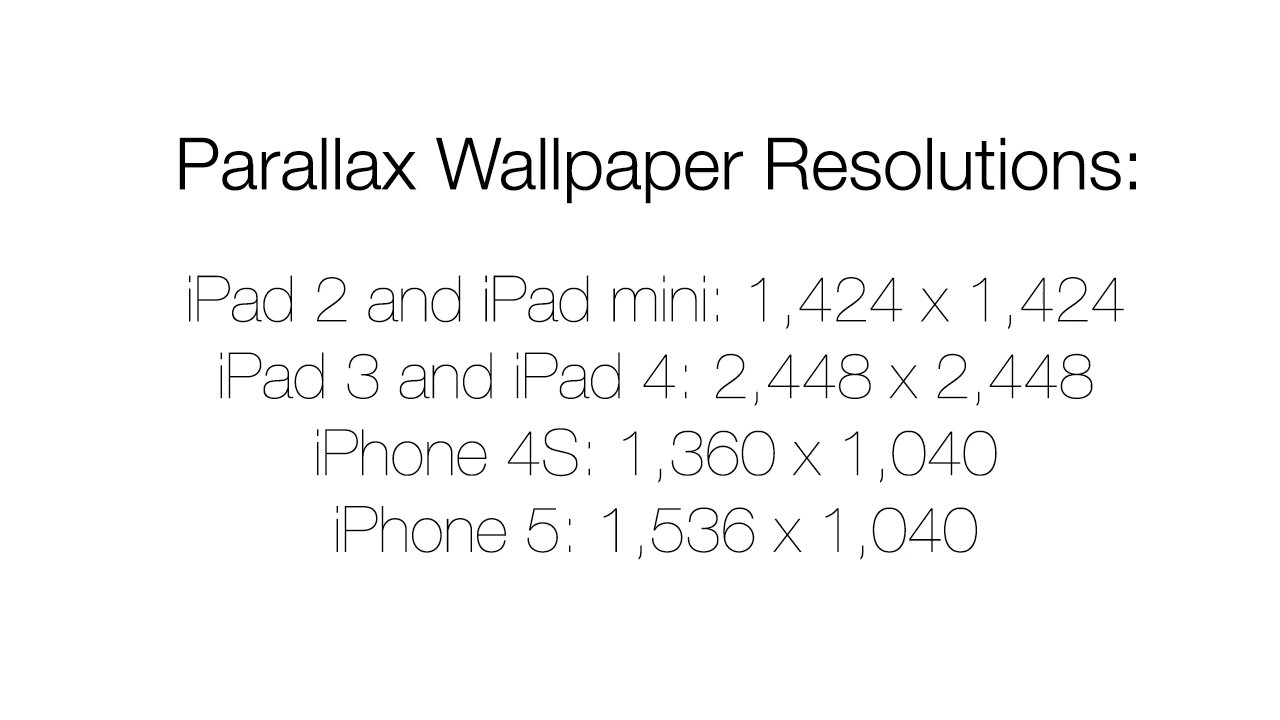 Parallax Wallpaper Resolutions:
iPad 2 and iPad mini: 1,424 x 1,424
iPad 3 and iPad 4: 2,448 x 2,448
iPhone 4S: 1,360 x 1,040
iPhone 5: 1,536 x 1,040